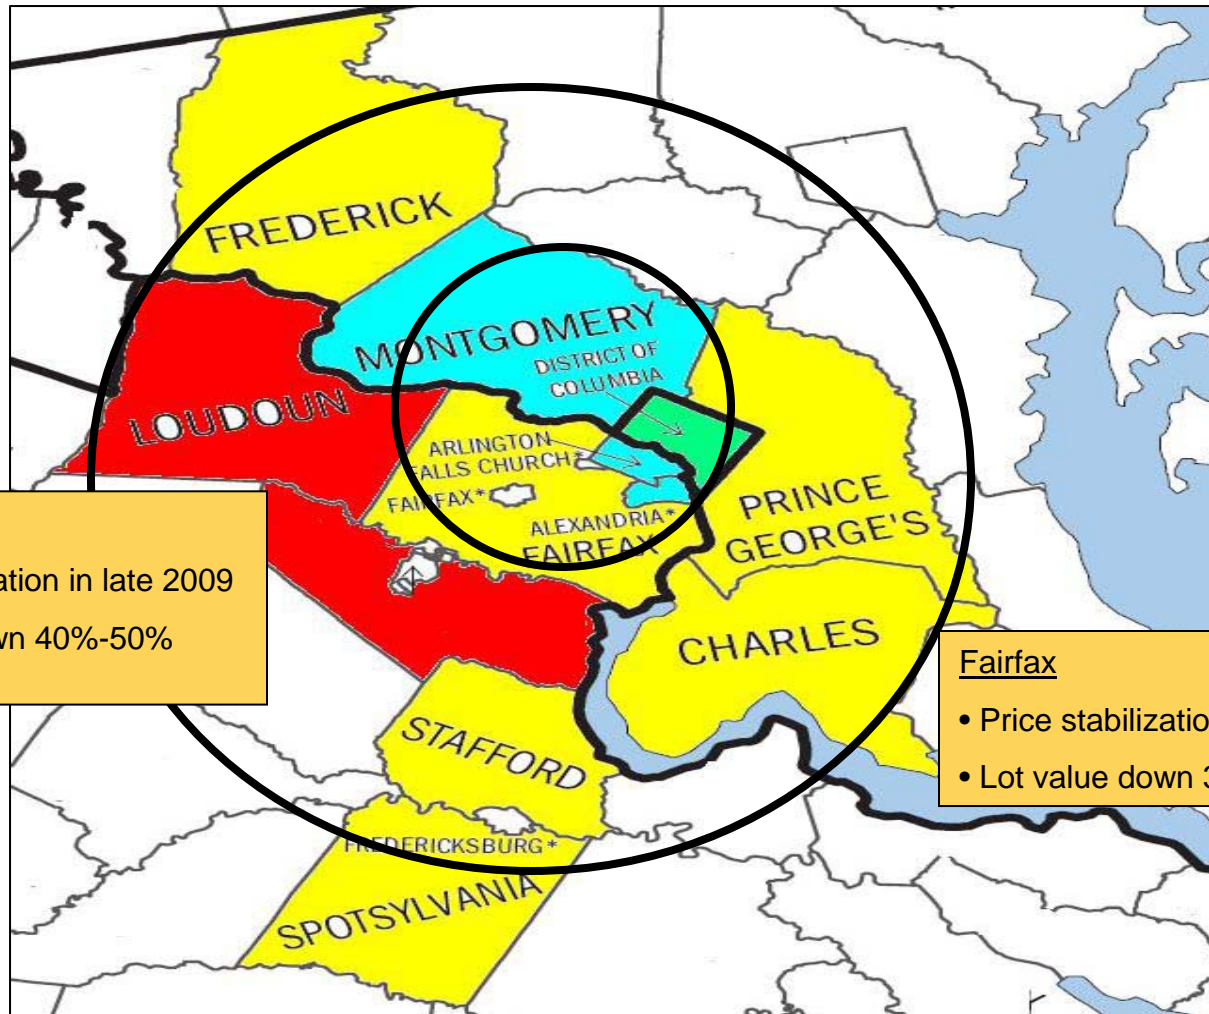 FREDERICK
MONTGOMERY
DISTRICT OF
COLUMBIA
LOUDOUN
ARLINGTON
FALLS CHURCH*
FAIRFAX*
ALEXANDRIA*
FAIRFAX
PRINCE
GEORGE'S
CHARLES
STAFFORD
FREDERICKSBURG*
SPOTSYLVANIA
ation in late 2009
wn 40%-50%
Fairfax
• Price stabilizatio
• Lot value down 3